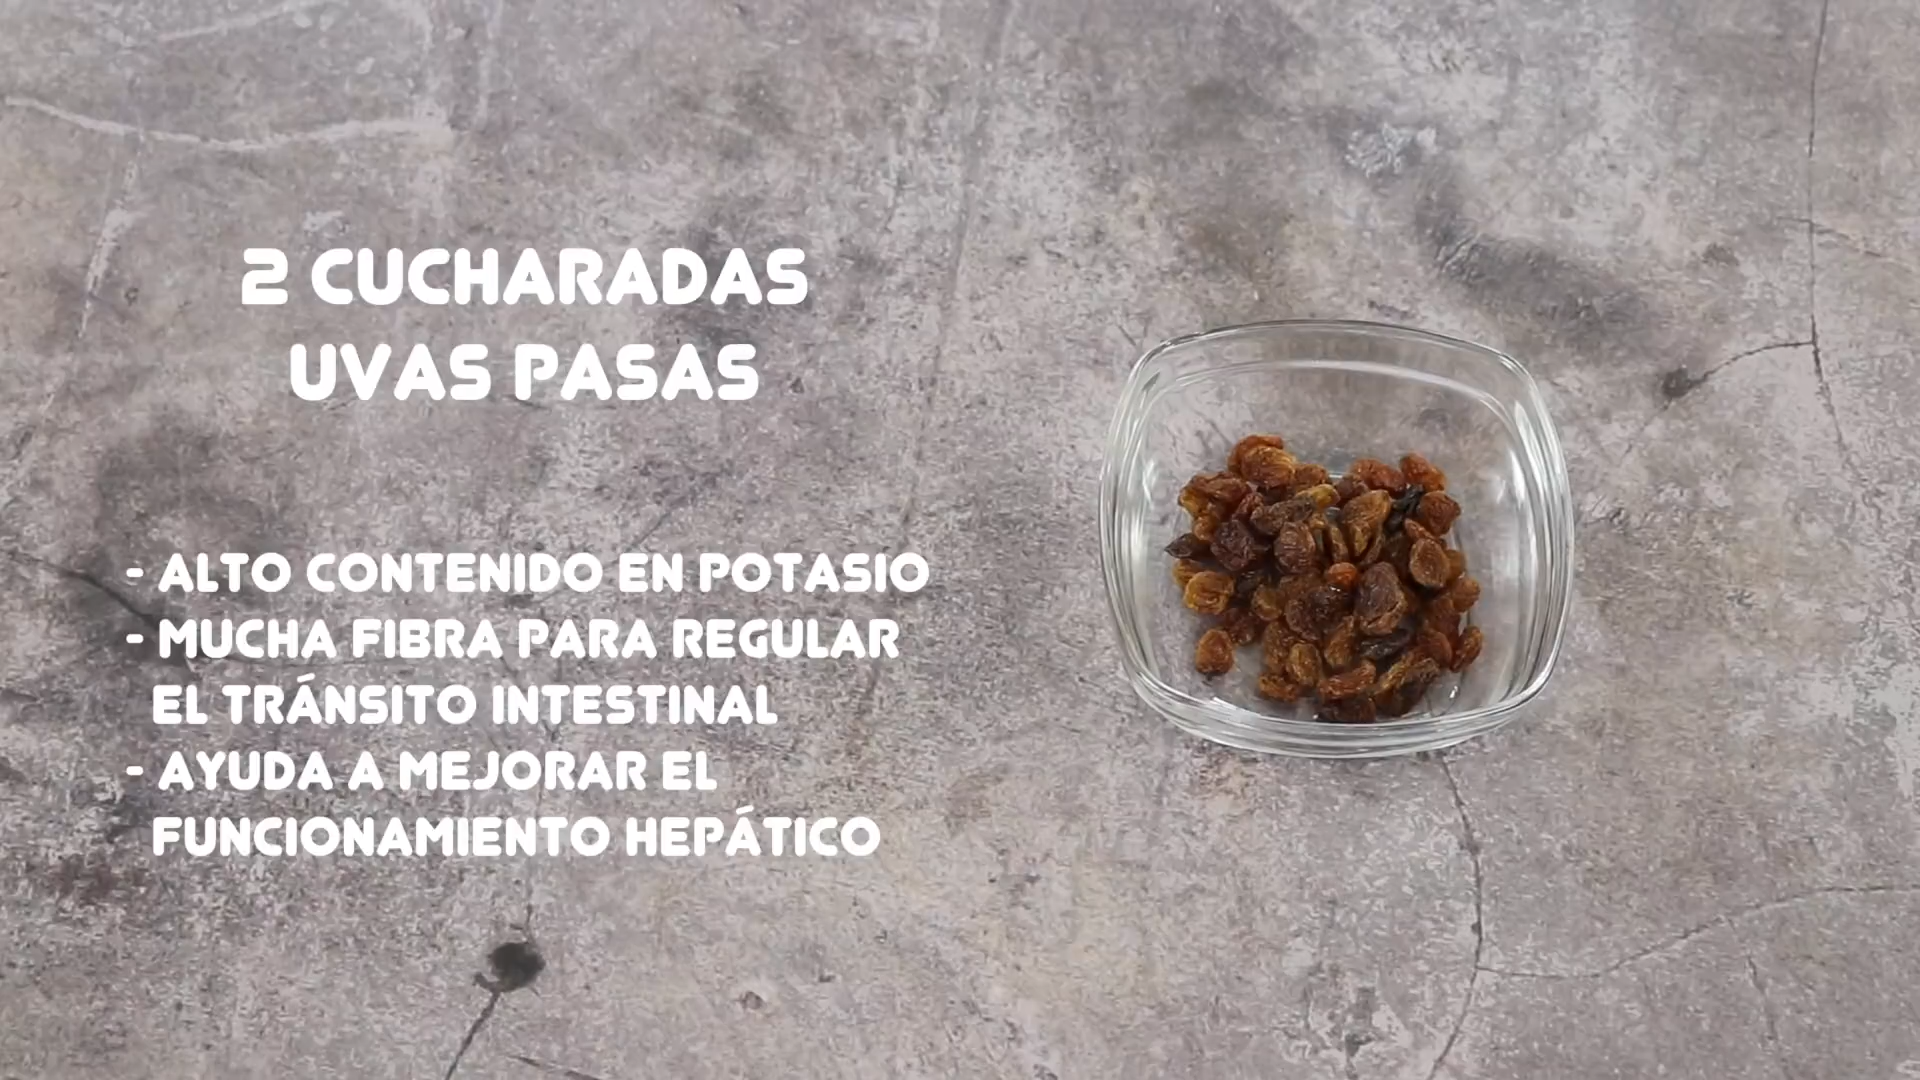 2 CUCHARADAS
UVAS PASAS
- ALTO CONTENIDO EN POTASIO
- MUCHA FIBRA PARA REGULAR
EL TRÁNSITO INTESTINAL
- AYUDA A MEJORAR EL
FUNCIONAMIENTO HEPÁTICO